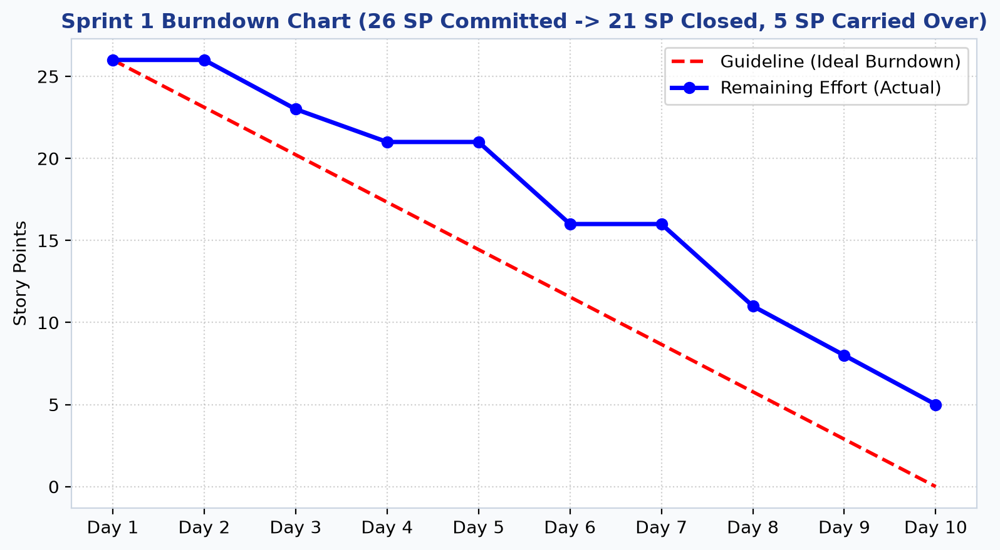 Sprint 1 Burndown Chart (26 SP Committed -> 21 SP Closed, 5 SP Carried Over)
Guideline (Ideal Burndown)
Remaining Effort (Actual)
Story Points
25
20
15
10
5
0
Day 1 Day 2 Day 3 Day 4 Day 5 Day 6 Day 7 Day 8 Day 9 Day 10